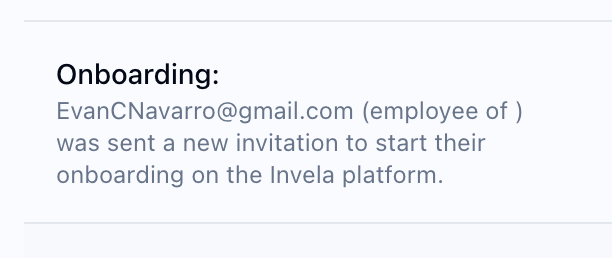 Onboarding:
EvanCNavarro@gmail.com (employee of )
was sent a new invitation to start their
onboarding on the Invela platform.